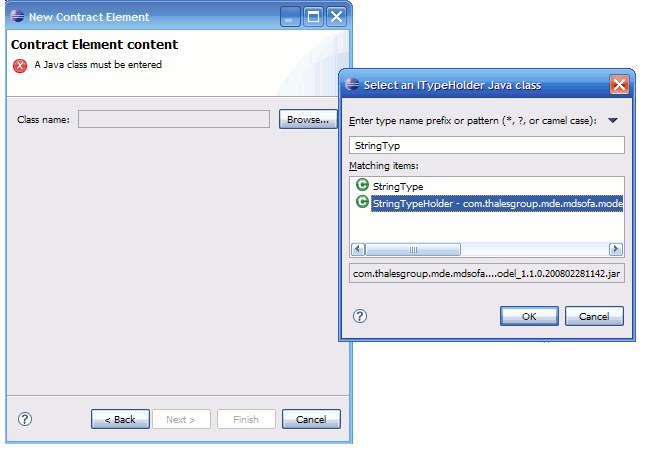 New Contract Element
Contract Element content
A Java class must be entered
Class name:
Browse...
< Back
Next >
Finish
Cancel
Select an ITypeHolder Java class
Enter type name prefix or pattern (*, ?, or camel case):
StringTyp
Matching items:
StringType
StringTypeHolder - com.thalesgroup.mde.mdsofa.mode
com.thalesgroup.mde.mdsofa....odel_1.1.0.200802281142.jar
OK
Cancel